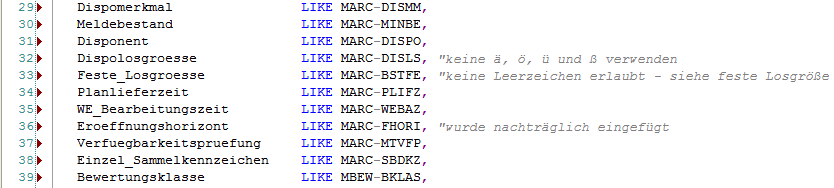 29 Dispomerkmal LIKE MARC-DISMM,
30 Meldebestand LIKE MARC-MINBE,
31 Disponent LIKE MARC-DISPO,
32 Dispolosgroesse LIKE MARC-DISLS, "keine ä, ö, ü und ß verwenden
33 Feste_Losgroesse LIKE MARC-BSTFE, "keine Leerzeichen erlaubt - siehe feste Losgröße
34 Planlieferzeit LIKE MARC-PLIFZ,
35 WE_Bearbeitungszeit LIKE MARC-WEBAZ,
36 Eroeffnungshorizont LIKE MARC-FHORI, "wurde nachträglich eingefügt
37 Verfuegbarkeitspruefung LIKE MARC-MTVFP,
38 Einzel_Sammelkennzeichen LIKE MARC-SBDKZ,
39 Bewertungsklasse LIKE MBEW-BKLAS,